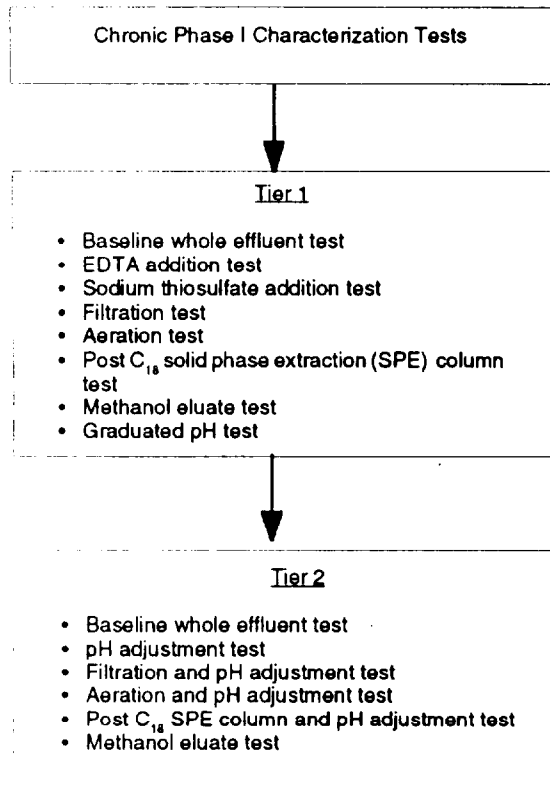 Chronic Phase I Characterization Tests
Tier 1
• Baseline whole effluent test
• EDTA addition test
• Sodium thiosulfate addition test
• Filtration test
• Aeration test
• Post C18 solid phase extraction (SPE) column
test
• Methanol eluate test
• Graduated pH test
Tier 2
• Baseline whole effluent test
• pH adjustment test
• Filtration and pH adjustment test
• Aeration and pH adjustment test
• Post C18 SPE column and pH adjustment test
• Methanol eluate test